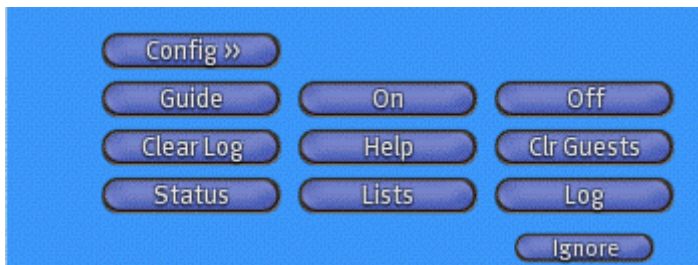 Config »
Guide On Off
Clear Log Help Clr Guests
Status Lists Log
Ignore